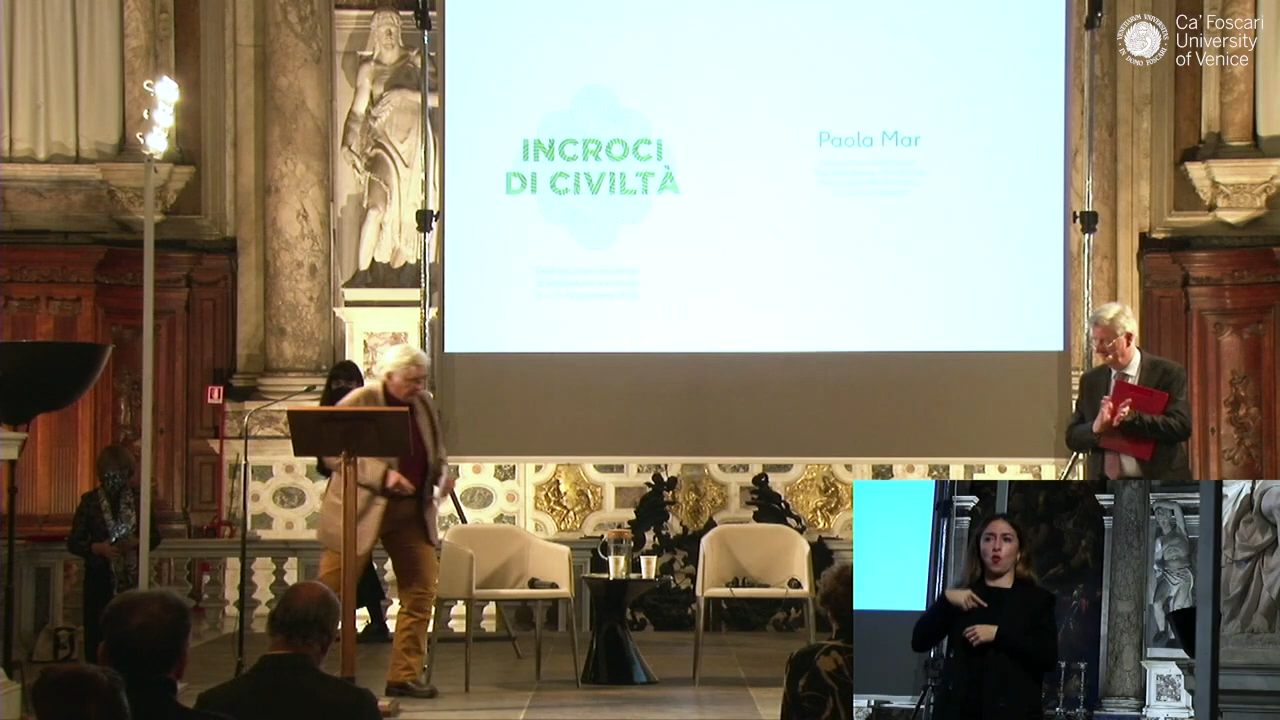 INCROCI
DI CIVILTÀ
Paola Mar
Ca' Foscari
University
of Venice